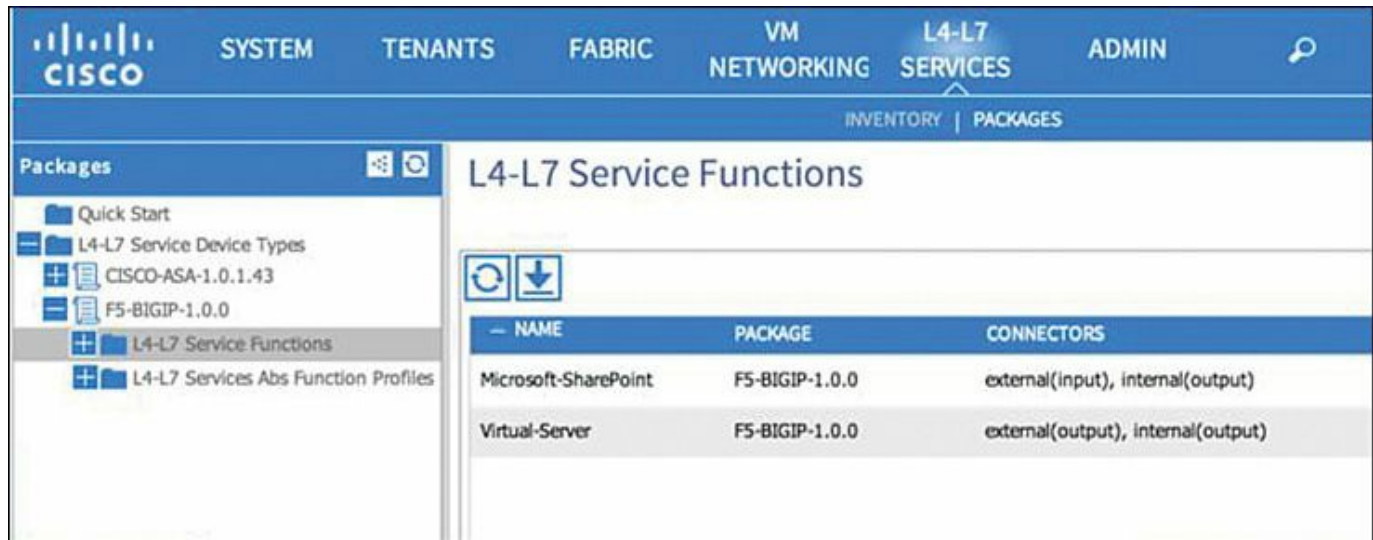 CISCO
SYSTEM
TENANTS
FABRIC
VM
NETWORKING
L4-L7
SERVICES
ADMIN
INVENTORY | PACKAGES
Packages
Quick Start
L4-L7 Service Device Types
CISCO-ASA-1.0.1.43
F5-BIGIP-1.0.0
L4-L7 Service Functions
L4-L7 Services Abs Function Profiles
L4-L7 Service Functions
NAME PACKAGE CONNECTORS
Microsoft-SharePoint F5-BIGIP-1.0.0 external(input), internal(output)
Virtual-Server F5-BIGIP-1.0.0 external(output), internal(output)